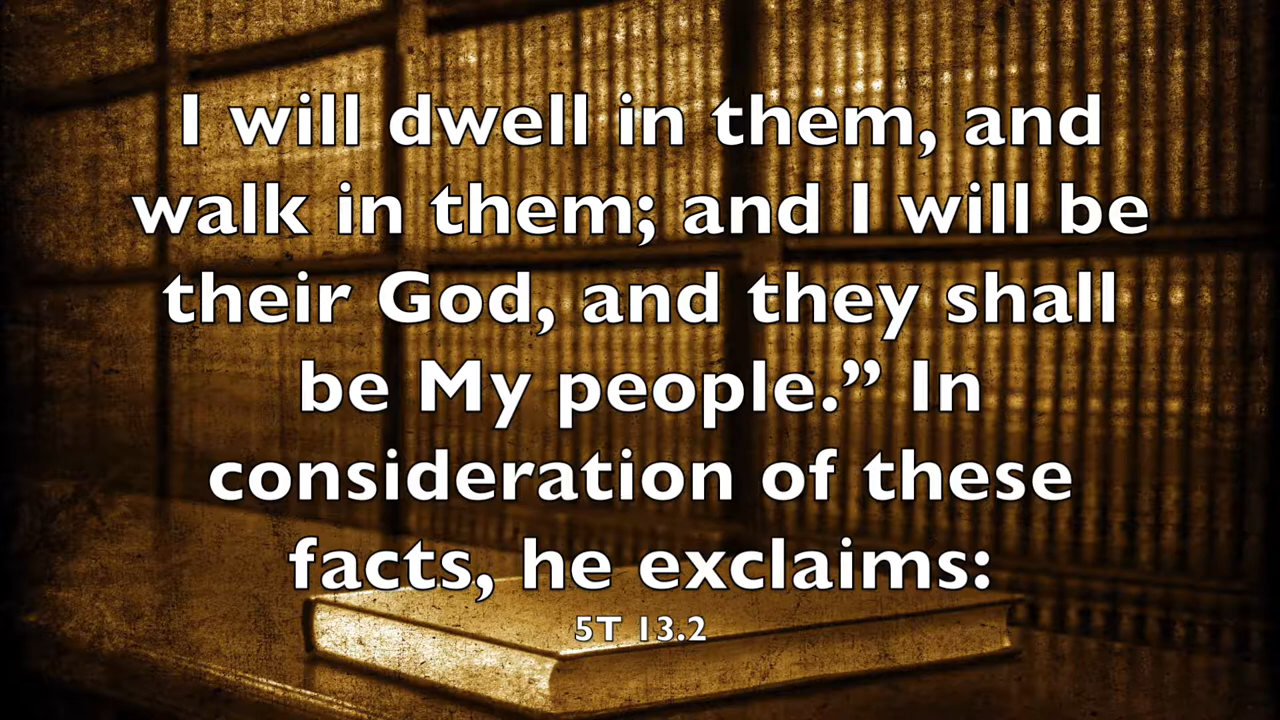 I will dwell in them, and
walk in them; and I will be
their God, and they shall
be My people.” In
consideration of these
facts, he exclaims:
5T 13.2